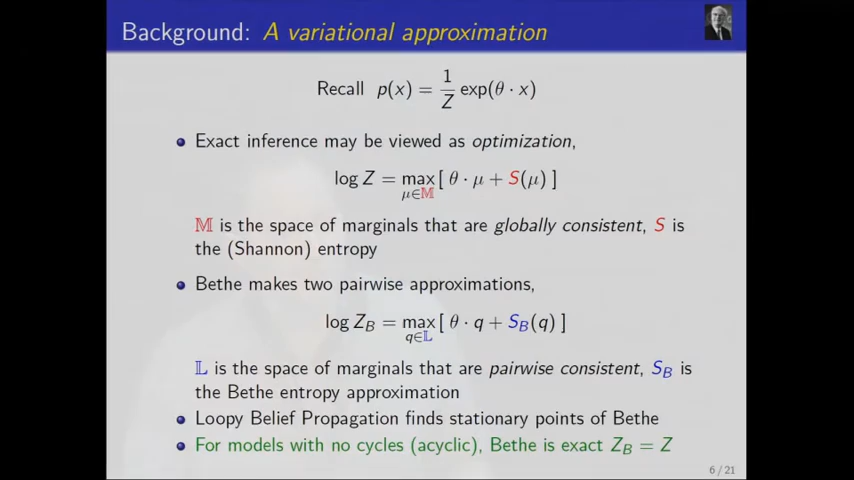 Background: A variational approximation
Recall p(x) = 1/Z exp(θ · x)
Exact inference may be viewed as optimization,
log Z = max μ∈𝕄 [ θ · μ + S(μ) ]
𝕄 is the space of marginals that are globally consistent, S is
the (Shannon) entropy
Bethe makes two pairwise approximations,
log Z_B = max q∈𝕃 [ θ · q + S_B(q) ]
𝕃 is the space of marginals that are pairwise consistent, S_B is
the Bethe entropy approximation
Loopy Belief Propagation finds stationary points of Bethe
For models with no cycles (acyclic), Bethe is exact Z_B = Z
6 / 21